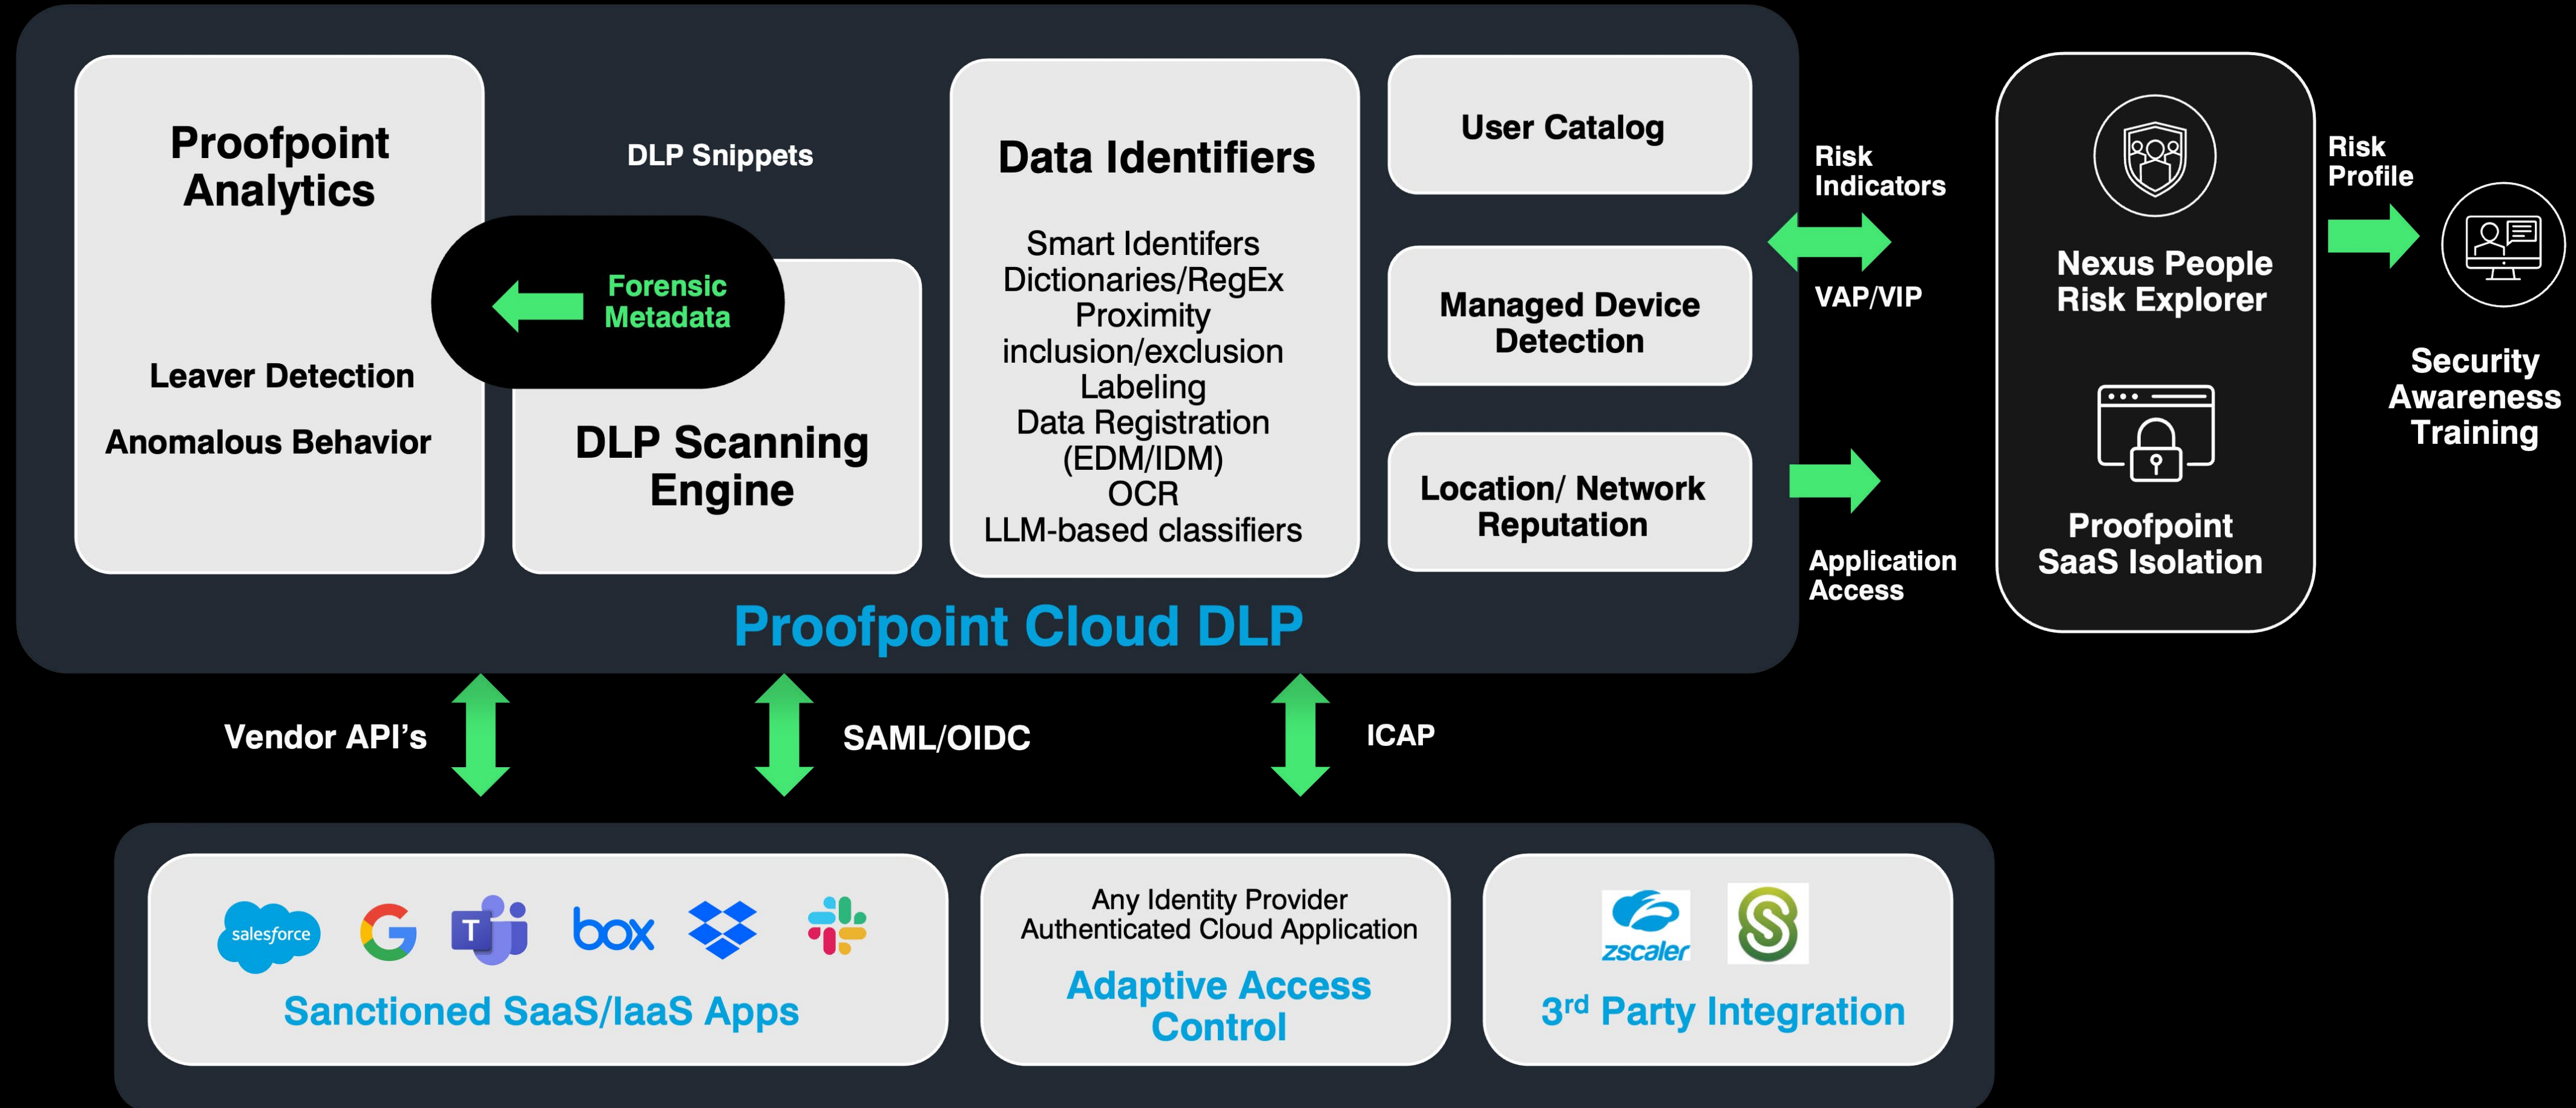 Proofpoint
Analytics
Leaver Detection
Anomalous Behavior
DLP Snippets
Forensic
Metadata
DLP Scanning
Engine
Data Identifiers
Smart Identifers
Dictionaries/RegEx
Proximity
inclusion/exclusion
Labeling
Data Registration
(EDM/IDM)
OCR
LLM-based classifiers
User Catalog
Managed Device
Detection
Location/ Network
Reputation
Proofpoint Cloud DLP
Risk
Indicators
VAP/VIP
Application
Access
Nexus People
Risk Explorer
Proofpoint
SaaS Isolation
Risk
Profile
Security
Awareness
Training
Vendor API’s
SAML/OIDC
ICAP
salesforce
G
T
box
Sanctioned SaaS/IaaS Apps
Any Identity Provider
Authenticated Cloud Application
Adaptive Access
Control
zscaler
S
3rd Party Integration